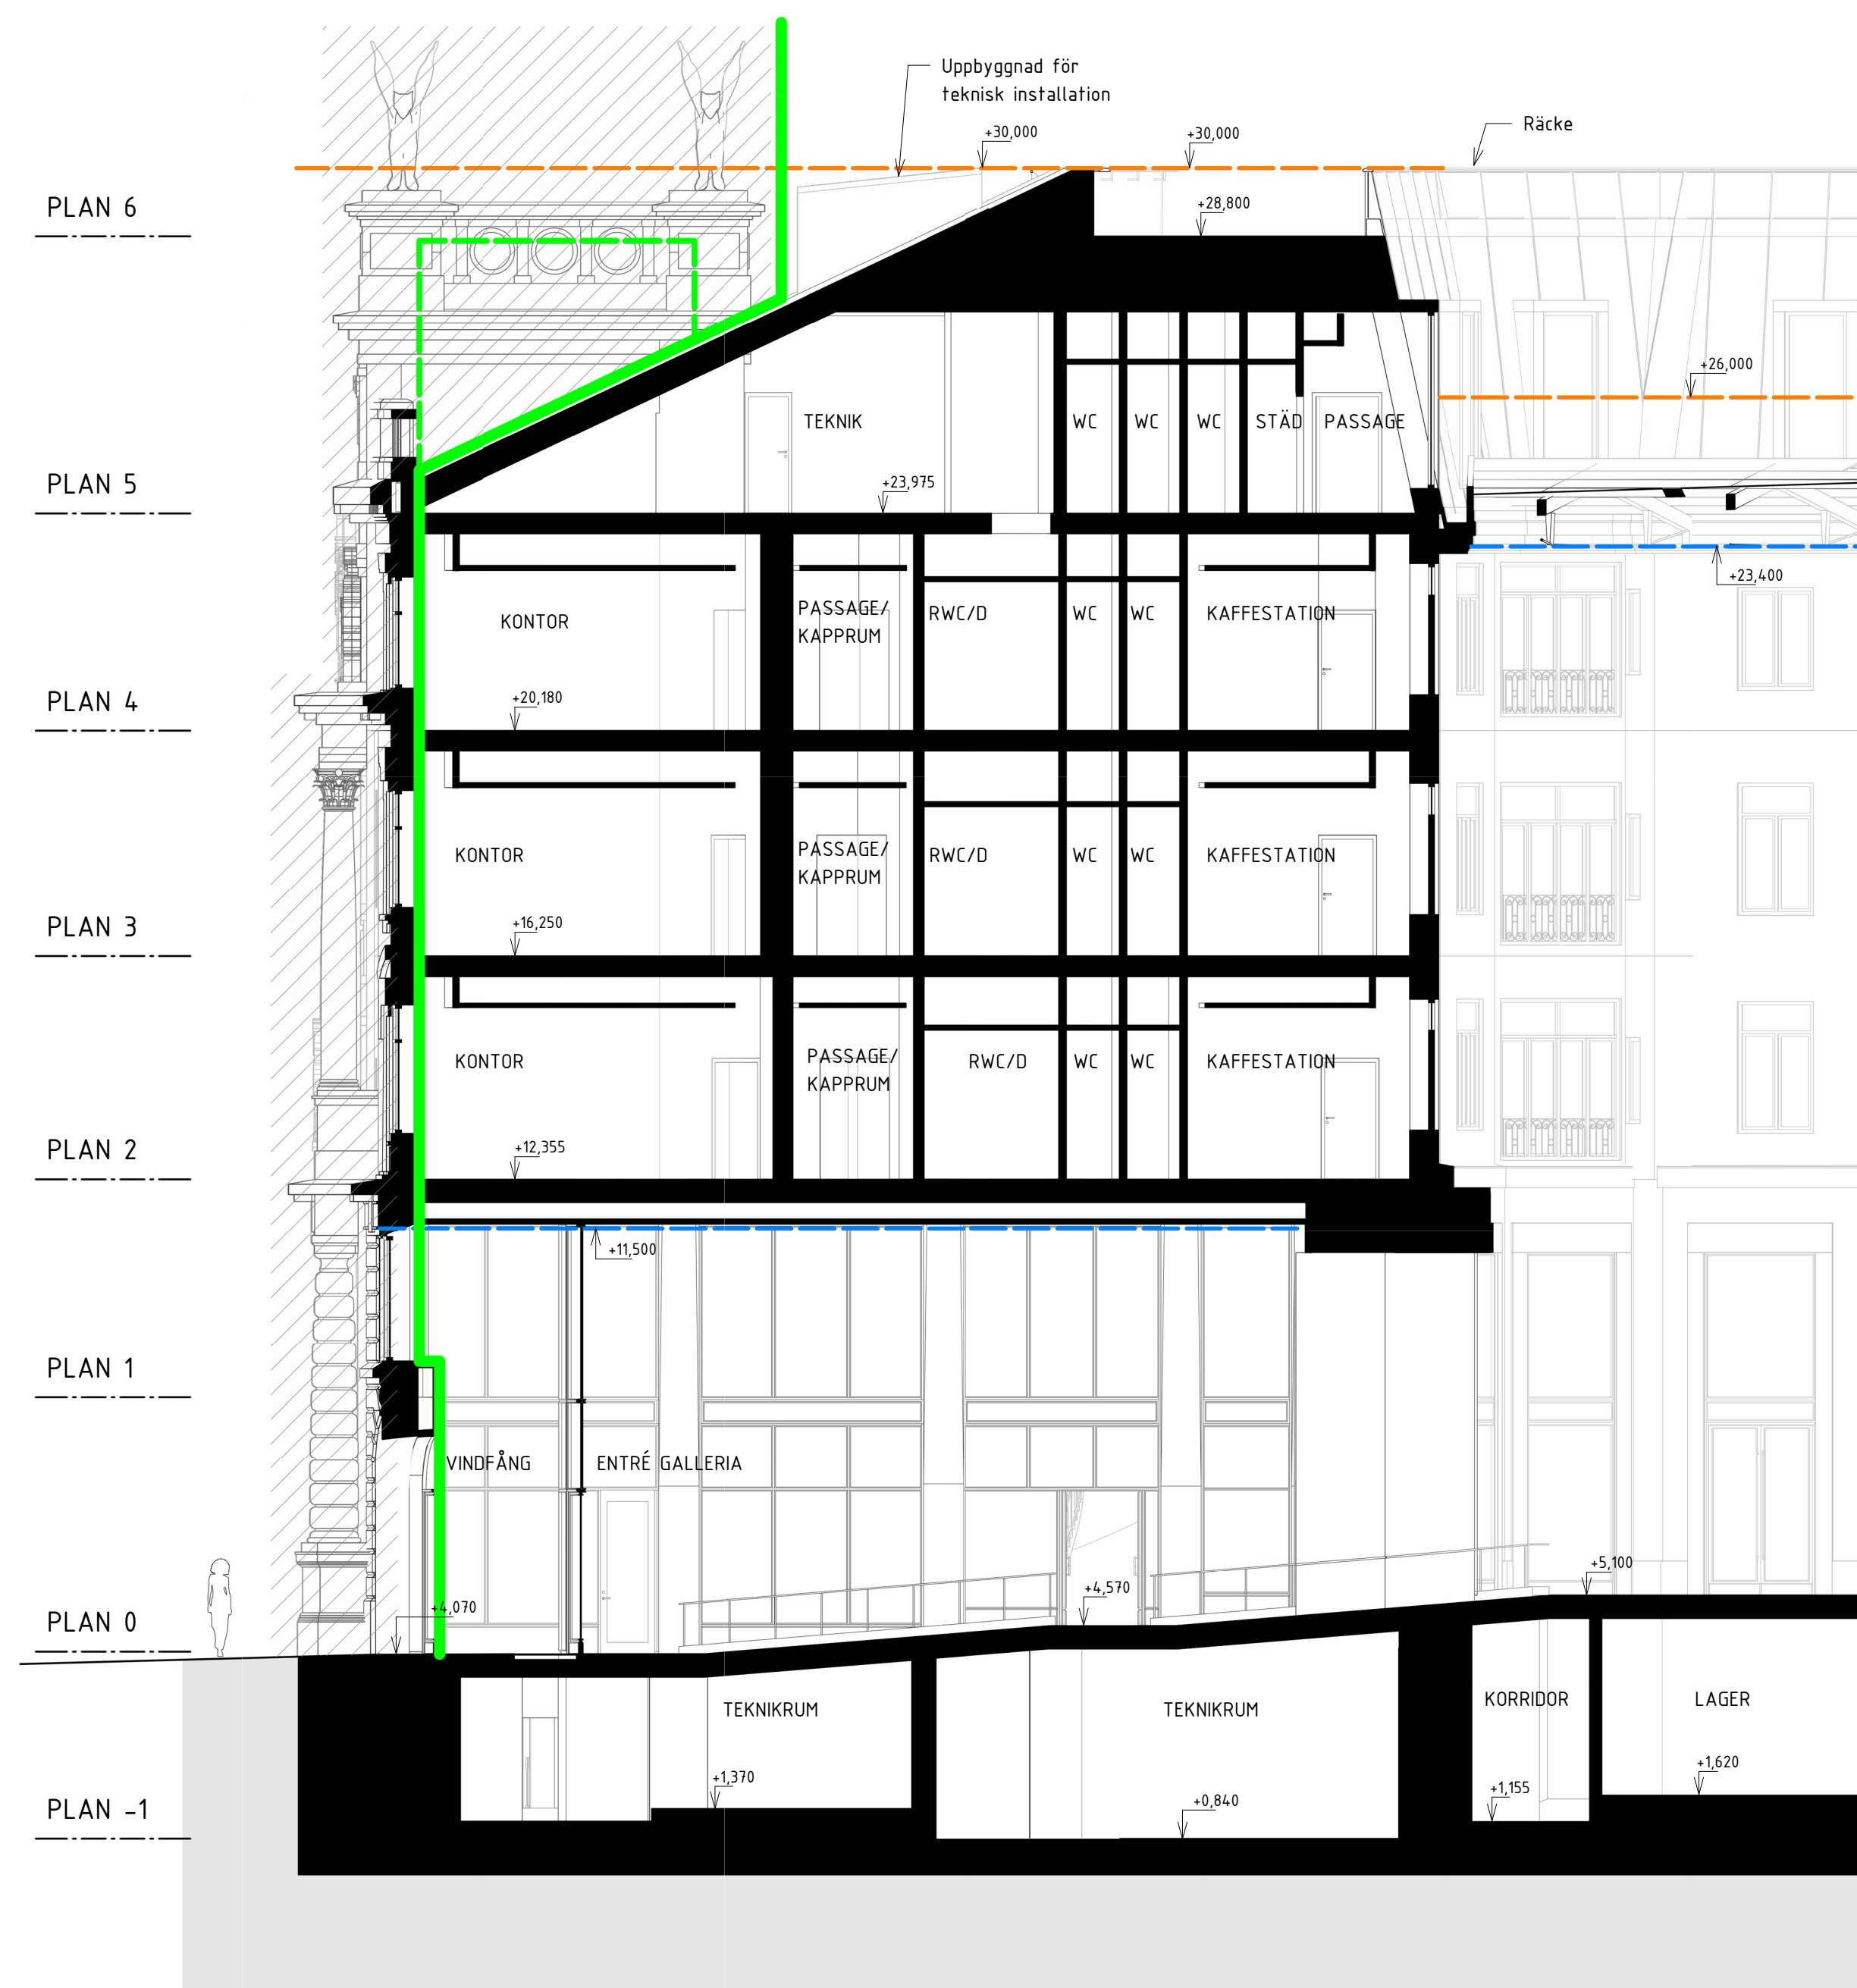 Uppbyggnad för
teknisk installation
Räcke
+30,000
+30,000
PLAN 6
+28,800
+26,000
TEKNIK
WC
WC
WC
STÄD
PASSAGE
PLAN 5
+23,975
+23,400
KONTOR
PASSAGE/
KAPPRUM
RWC/D
WC
WC
KAFFESTATION
PLAN 4
+20,180
KONTOR
PASSAGE/
KAPPRUM
RWC/D
WC
WC
KAFFESTATION
PLAN 3
+16,250
KONTOR
PASSAGE/
KAPPRUM
RWC/D
WC
WC
KAFFESTATION
PLAN 2
+12,355
+11,500
PLAN 1
VINDFÅNG
ENTRÉ GALLERIA
PLAN 0
+4,070
+4,570
+5,100
TEKNIKRUM
TEKNIKRUM
KORRIDOR
LAGER
+1,370
+0,840
+1,155
+1,620
PLAN -1